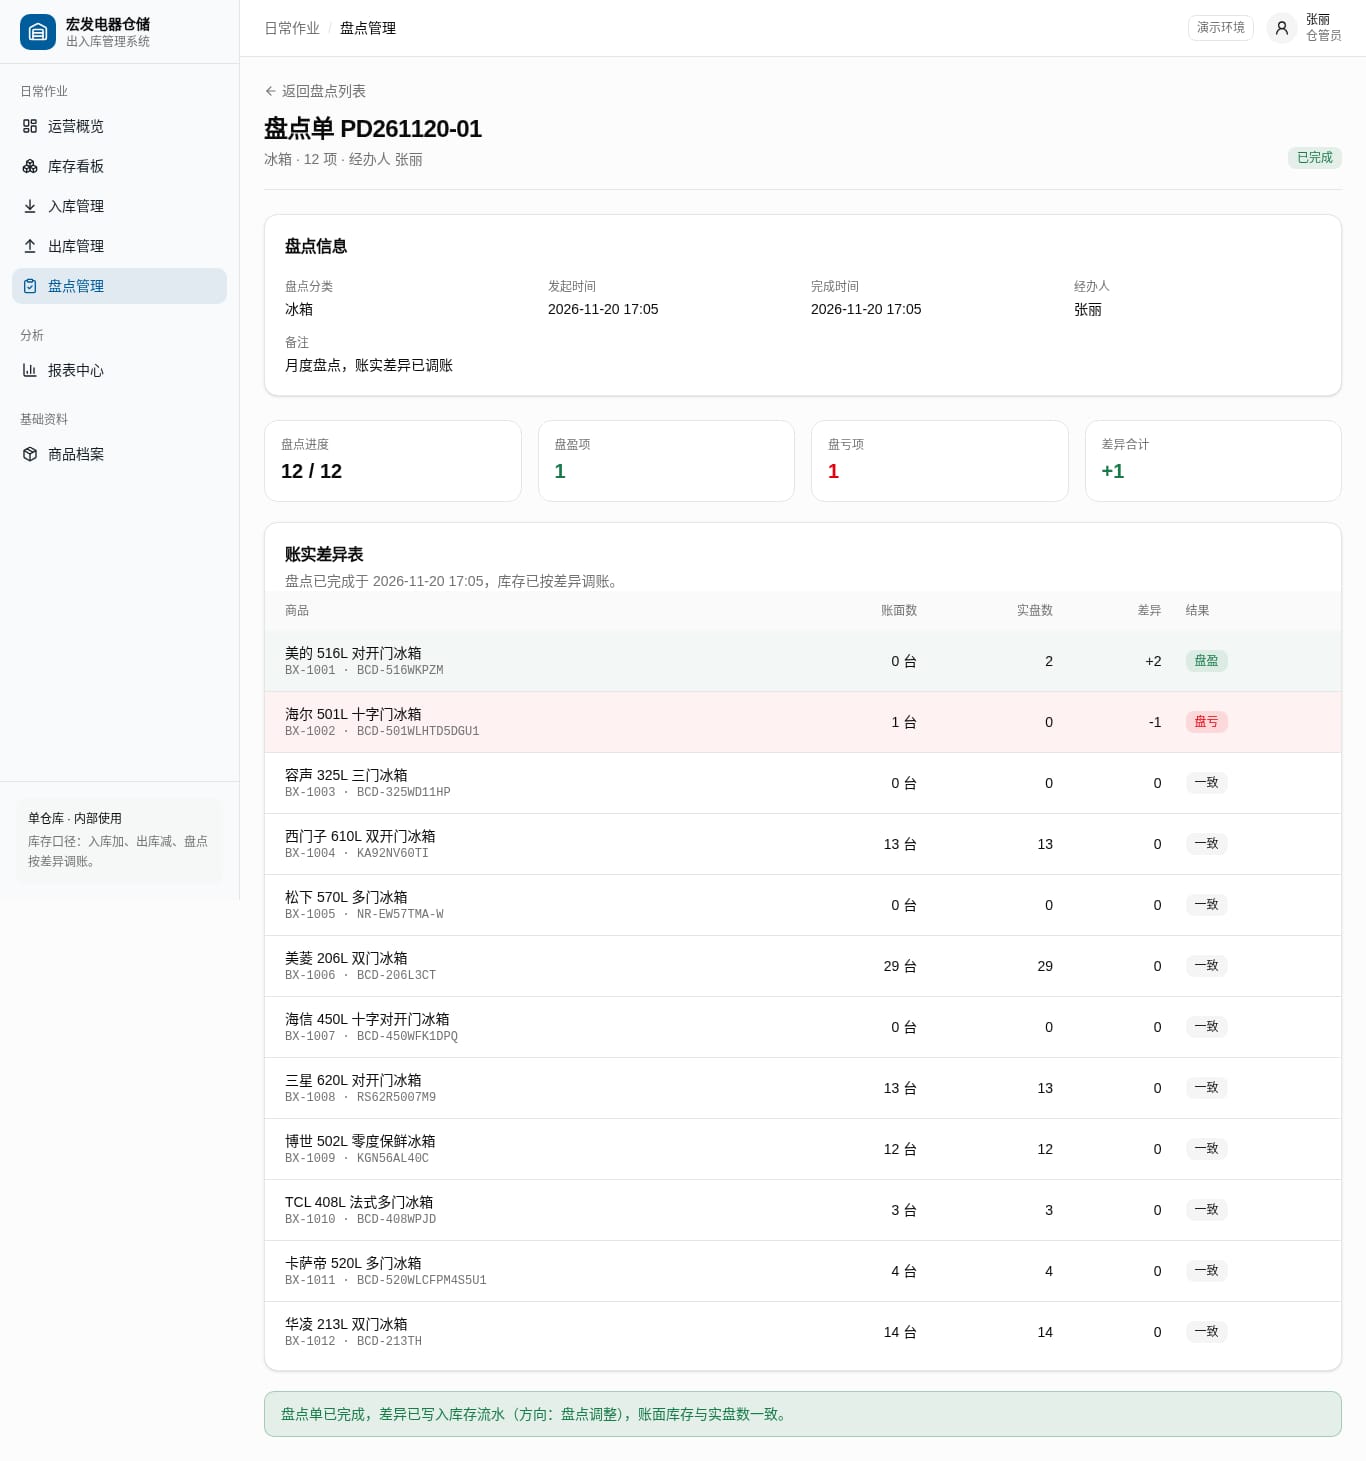 宏发电器仓储
出入库管理系统
日常作业
运营概览
库存看板
入库管理
出库管理
盘点管理
分析
报表中心
基础资料
商品档案
单仓库 · 内部使用
库存口径：入库加、出库减、盘点
按差异调账。
日常作业 / 盘点管理
演示环境
张丽
仓管员
返回盘点列表
盘点单 PD261120-01
冰箱 · 12 项 · 经办人 张丽
已完成
盘点信息
盘点分类 发起时间 完成时间 经办人
冰箱 2026-11-20 17:05 2026-11-20 17:05 张丽
备注
月度盘点，账实差异已调账
盘点进度 盘盈项 盘亏项 差异合计
12 / 12 1 1 +1
账实差异表
盘点已完成于 2026-11-20 17:05，库存已按差异调账。
商品 账面数 实盘数 差异 结果
美的 516L 对开门冰箱
BX-1001 · BCD-516WKPZM
0 台 2 +2 盘盈
海尔 501L 十字门冰箱
BX-1002 · BCD-501WLHTD5DGU1
1 台 0 -1 盘亏
容声 325L 三门冰箱
BX-1003 · BCD-325WD11HP
0 台 0 0 一致
西门子 610L 双开门冰箱
BX-1004 · KA92NV60TI
13 台 13 0 一致
松下 570L 多门冰箱
BX-1005 · NR-EW57TMA-W
0 台 0 0 一致
美菱 206L 双门冰箱
BX-1006 · BCD-206L3CT
29 台 29 0 一致
海信 450L 十字对开门冰箱
BX-1007 · BCD-450WFK1DPQ
0 台 0 0 一致
三星 620L 对开门冰箱
BX-1008 · RS62R5007M9
13 台 13 0 一致
博世 502L 零度保鲜冰箱
BX-1009 · KGN56AL40C
12 台 12 0 一致
TCL 408L 法式多门冰箱
BX-1010 · BCD-408WPJD
3 台 3 0 一致
卡萨帝 520L 多门冰箱
BX-1011 · BCD-520WLCFPM4S5U1
4 台 4 0 一致
华凌 213L 双门冰箱
BX-1012 · BCD-213TH
14 台 14 0 一致
盘点单已完成，差异已写入库存流水（方向：盘点调整），账面库存与实盘数一致。